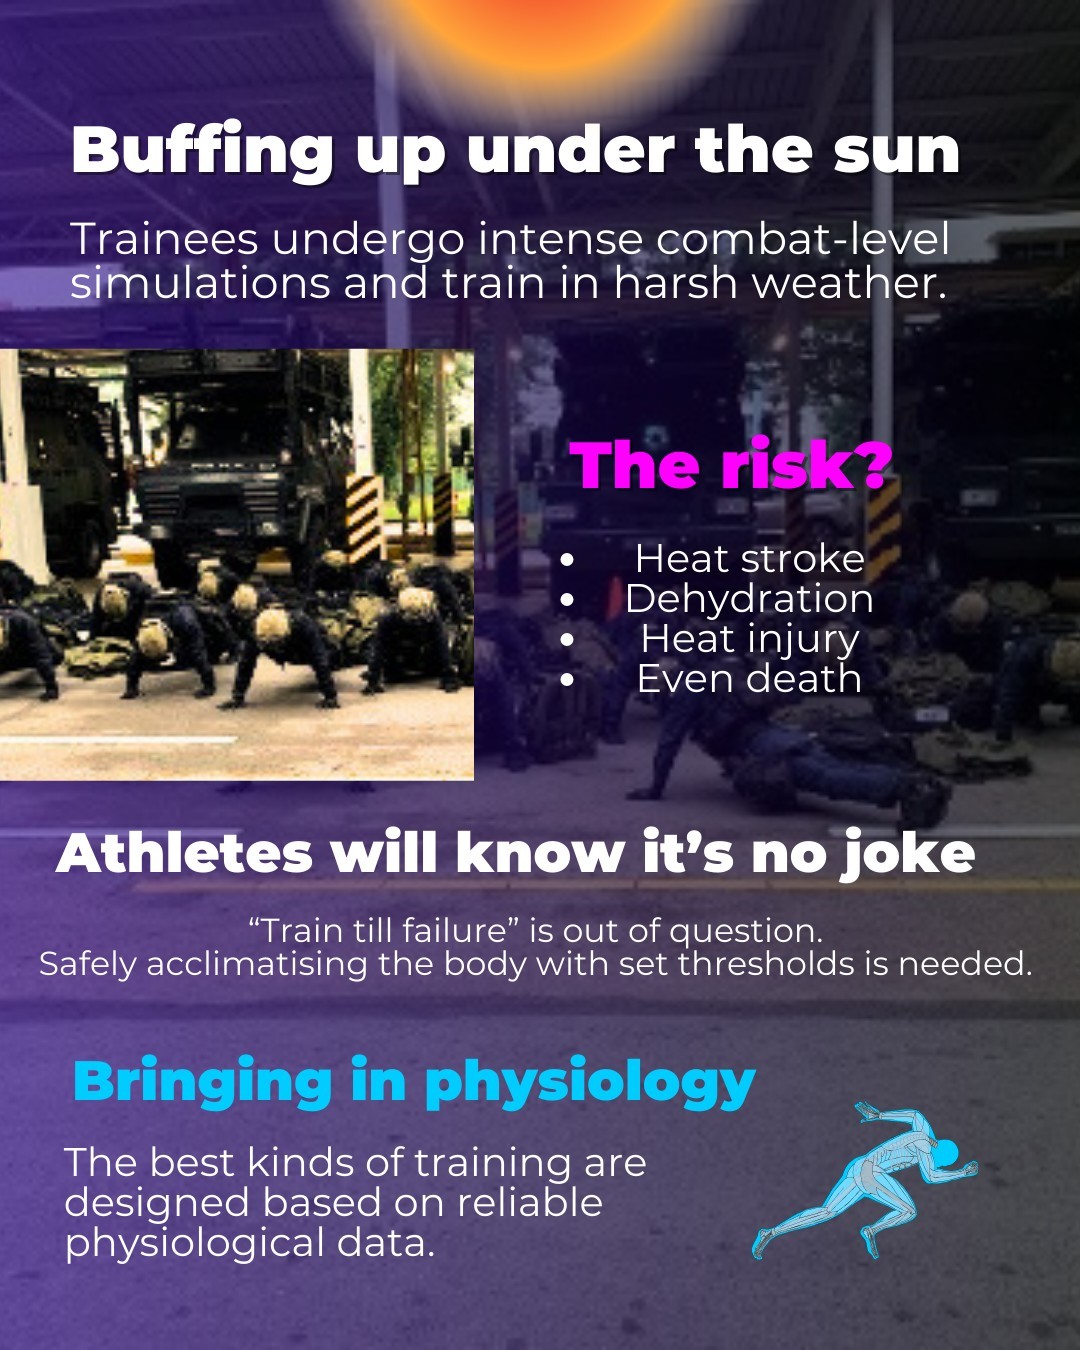 Buffing up under the sun
Trainees undergo intense combat-level
simulations and train in harsh weather.
The risk?
• Heat stroke
• Dehydration
• Heat injury
• Even death
Athletes will know it’s no joke
“Train till failure” is out of question.
Safely acclimatising the body with set thresholds is needed.
Bringing in physiology
The best kinds of training are
designed based on reliable
physiological data.